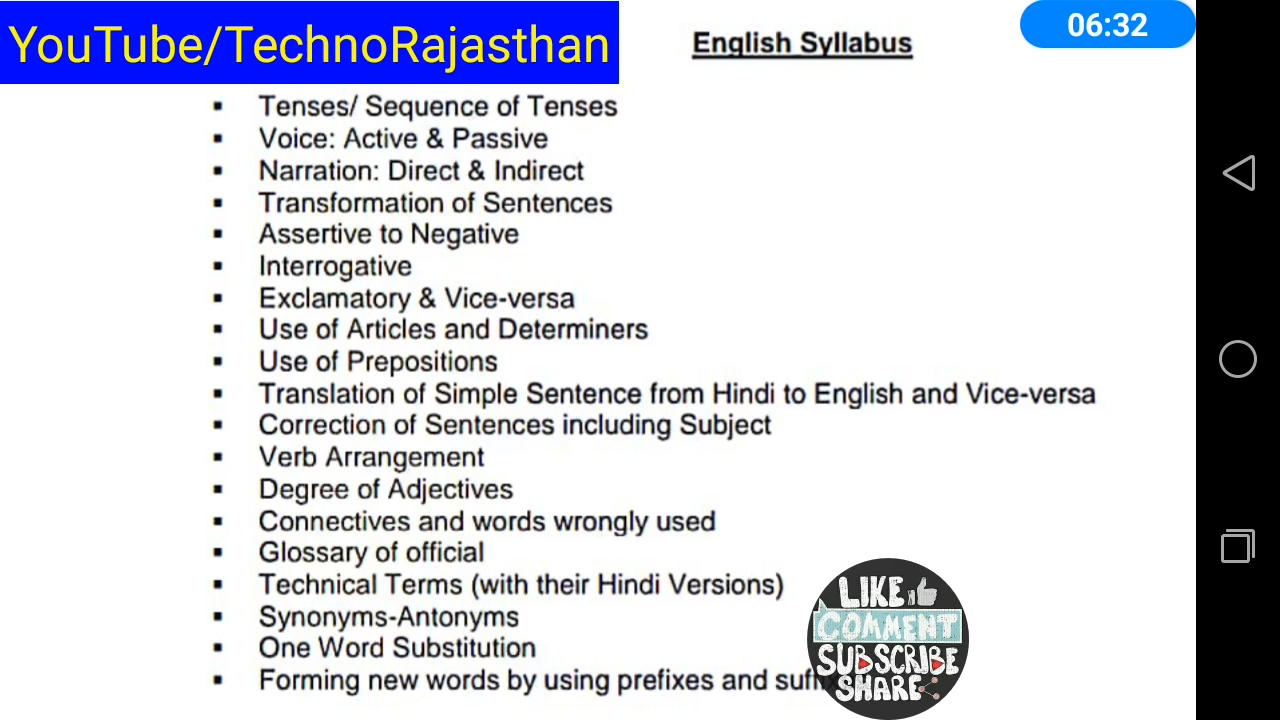 YouTube/TechnoRajasthan
English Syllabus
06:32
▪ Tenses/ Sequence of Tenses
▪ Voice: Active & Passive
▪ Narration: Direct & Indirect
▪ Transformation of Sentences
▪ Assertive to Negative
▪ Interrogative
▪ Exclamatory & Vice-versa
▪ Use of Articles and Determiners
▪ Use of Prepositions
▪ Translation of Simple Sentence from Hindi to English and Vice-versa
▪ Correction of Sentences including Subject
▪ Verb Arrangement
▪ Degree of Adjectives
▪ Connectives and words wrongly used
▪ Glossary of official
▪ Technical Terms (with their Hindi Versions)
▪ Synonyms-Antonyms
▪ One Word Substitution
▪ Forming new words by using prefixes and
LIKE
COMMENT
SUBSCRIBE
SHARE